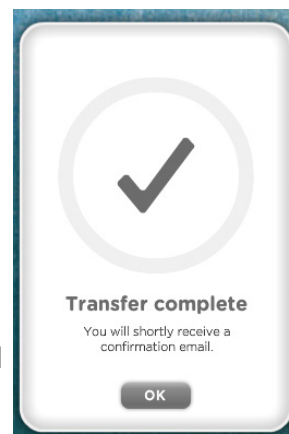 Transfer complete
You will shortly receive a
confirmation email.
OK